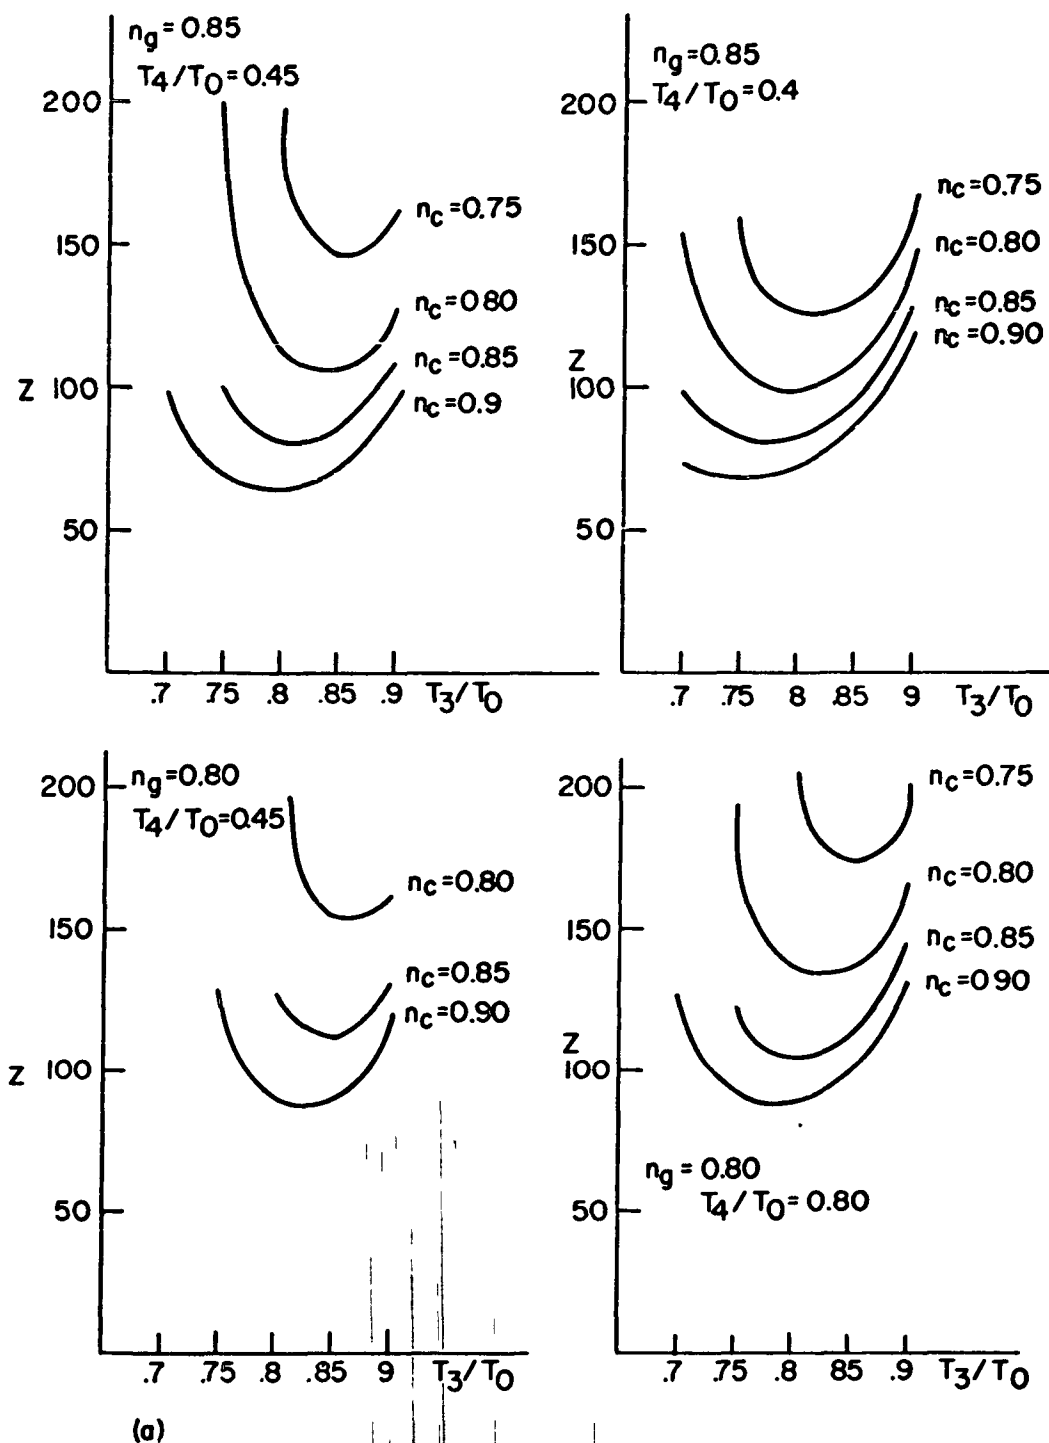 n_g = 0.85
T_4/T_0 = 0.45
200
150
Z 100
50
n_c = 0.75
n_c = 0 80
n_c = 0.85
n_c = 0.9
.7 .75 .8 .85 .9 T_3/T_0
n_g = 0.85
T_4/T_0 = 0.4
200
150
Z
100
50
n_c = 0.75
n_c = 0.80
n_c = 0.85
n_c = 0.90
.7 .75 8 .85 .9 T_3/T_0
n_g = 0.80
T_4/T_0 = 0.45
200
150
Z 100
50
n_c = 0.80
n_c = 0.85
n_c = 0.90
.7 .75 .8 .85 .9 T_3/T_0
200
150
Z
100
50
n_c = 0.75
n_c = 0.80
n_c = 0.85
n_c = 0 90
n_g = 0.80
T_4/T_0 = 0.80
.7 .75 .8 .85 .9 T_3/T_0
(a)